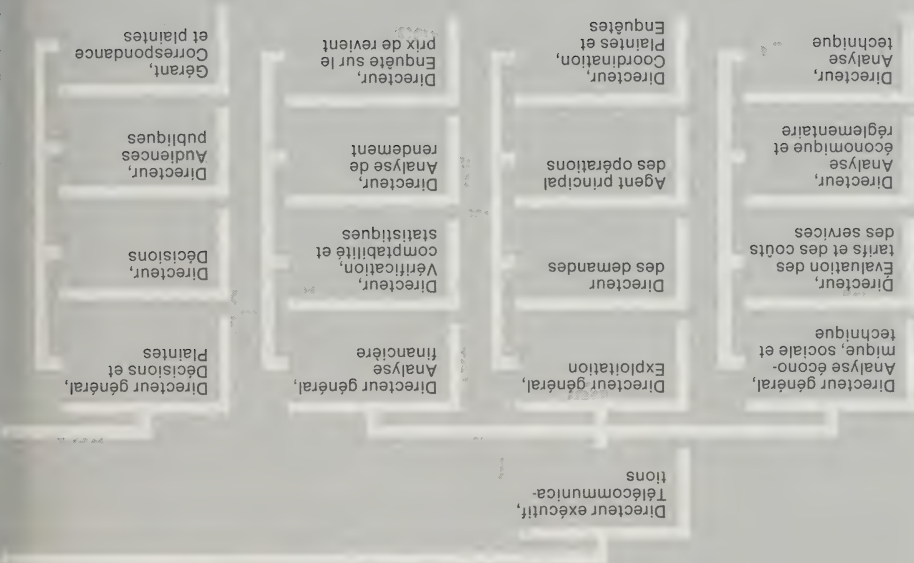 Directeur exécutif,
Télécommunica-
tions
Directeur général,
Analyse écono-
mique, sociale et
technique
Directeur général,
Exploitation
Directeur général,
Analyse
financière
Directeur général,
Décisions et
Plaintes
Directeur,
Evaluation des
tarifs et des coûts
des services
Directeur
des demandes
Directeur,
Vérification,
comptabilité et
statistiques
Directeur,
Décisions
Directeur,
Analyse
économique et
réglementaire
Agent principal
des opérations
Directeur,
Analyse de
rendement
Directeur,
Audiences
publiques
Directeur,
Analyse
technique
Directeur,
Coordination,
Plaintes et
Enquêtes
Directeur,
Enquête sur le
prix de revient
Gérant,
Correspondance
et plaintes